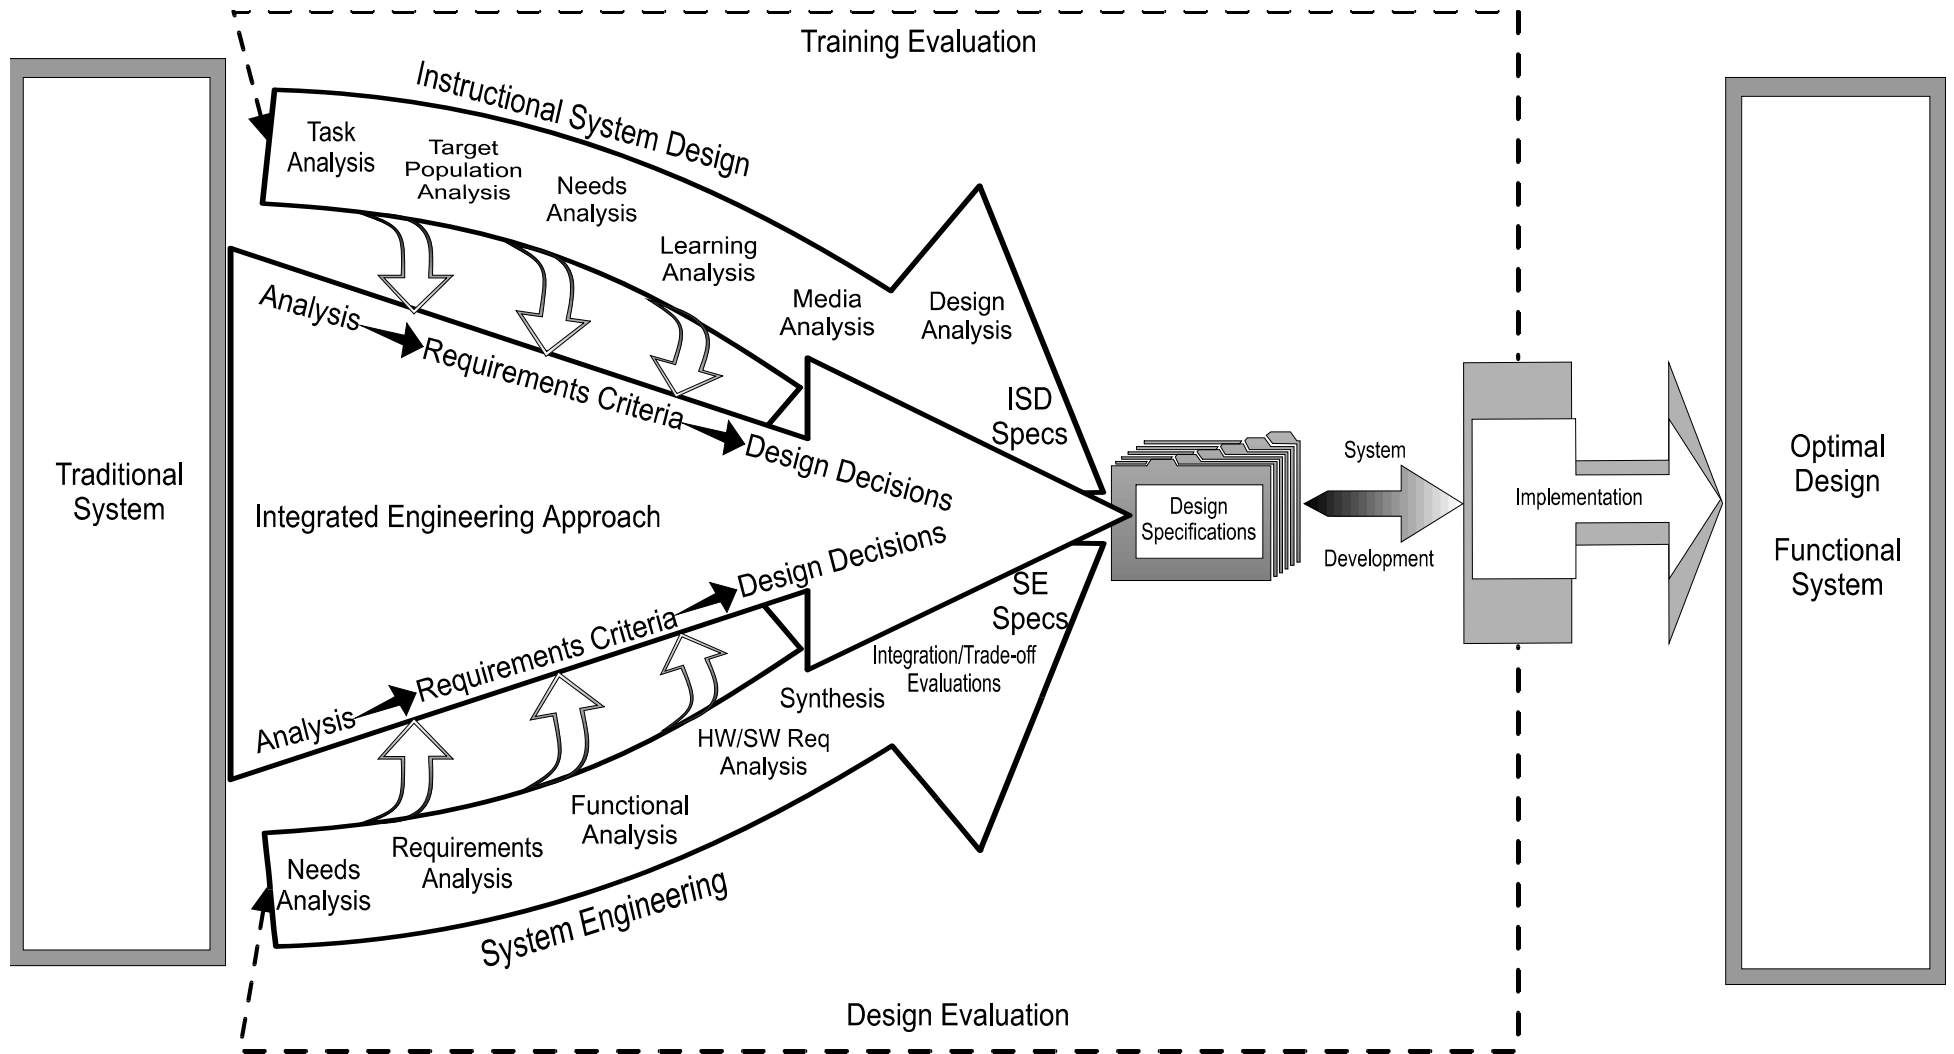 Training Evaluation
Instructional System Design
Task
Analysis
Target
Population
Analysis
Needs
Analysis
Learning
Analysis
Media
Analysis
Design
Analysis
ISD
Specs
Analysis
Requirements Criteria
Design Decisions
Traditional
System
Integrated Engineering Approach
Design Decisions
Requirements Criteria
Analysis
Design
Specifications
System
Development
Implementation
Optimal
Design
Functional
System
SE
Specs
Integration/Trade-off
Evaluations
Synthesis
HW/SW Req
Analysis
Functional
Analysis
Requirements
Analysis
Needs
Analysis
System Engineering
Design Evaluation